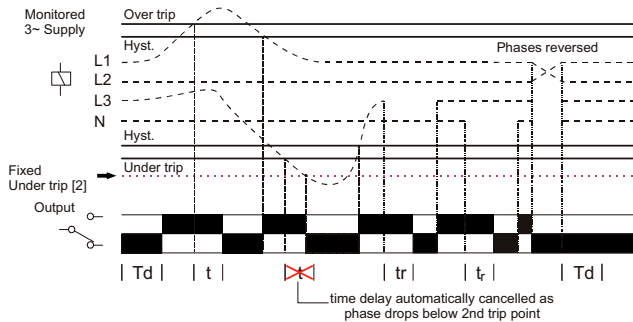 Monitored
3~ Supply
Over trip
Hyst.
L1
Phases reversed
L2
L3
N
Hyst.
Under trip
Fixed
Under trip [2]
Output
Td
t
t
tr
tr
Td
time delay automatically cancelled as
phase drops below 2nd trip point